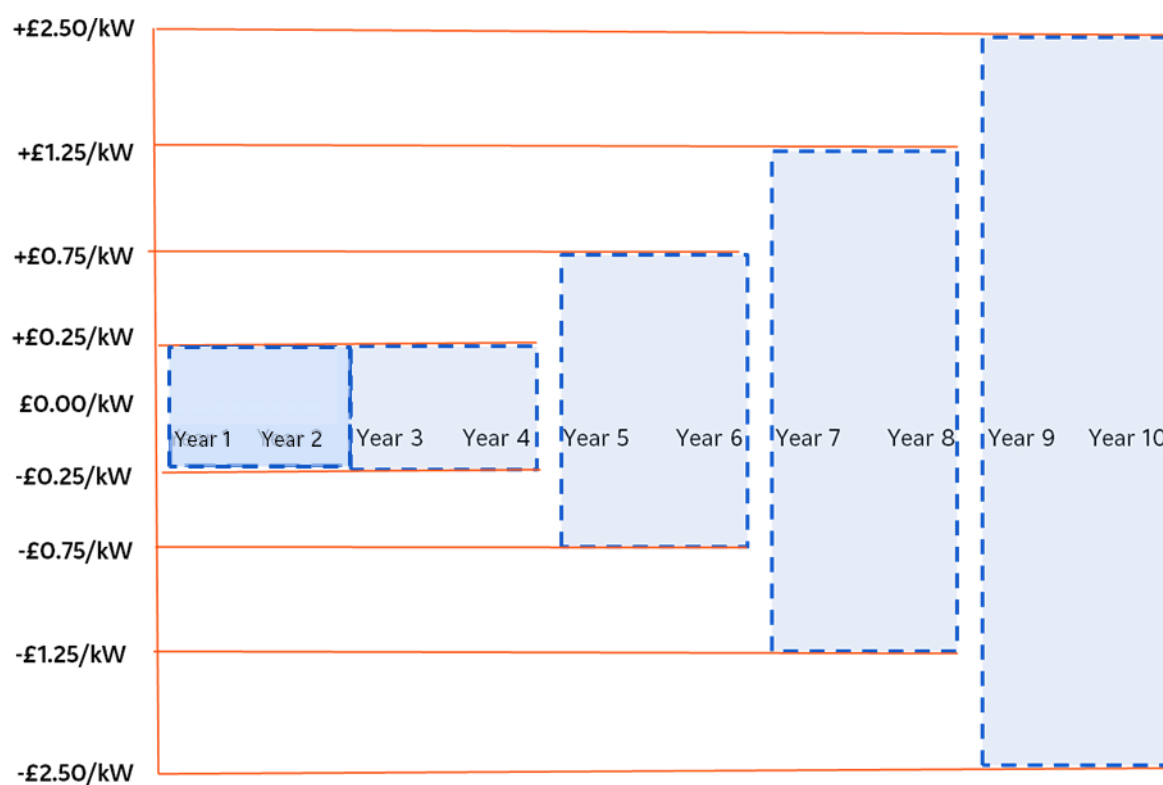 +£2.50/kW
+£1.25/kW
+£0.75/kW
+£0.25/kW
£0.00/kW
Year 1 Year 2 Year 3 Year 4 Year 5 Year 6 Year 7 Year 8 Year 9 Year 10
-£0.25/kW
-£0.75/kW
-£1.25/kW
-£2.50/kW